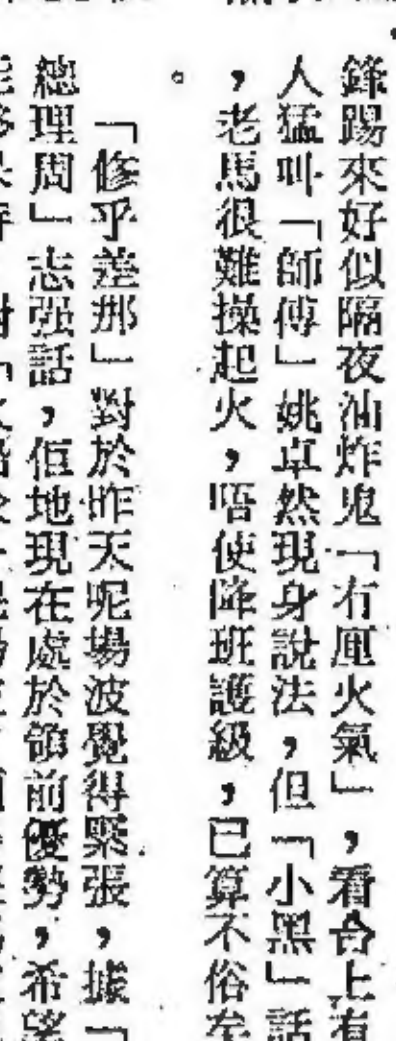 鋒踢來好似隔夜油炸鬼「冇厘火氣」，看台上有
人猛叫「師傅」姚卓然現身說法，但「小黑」話
，老馬很難操起火，唔使降班護級，已算不俗矣
。
「修乎差那」對於昨天呢場波覺得緊張，據「
總理周」志强話，佢地現在處於領前優勢，希望